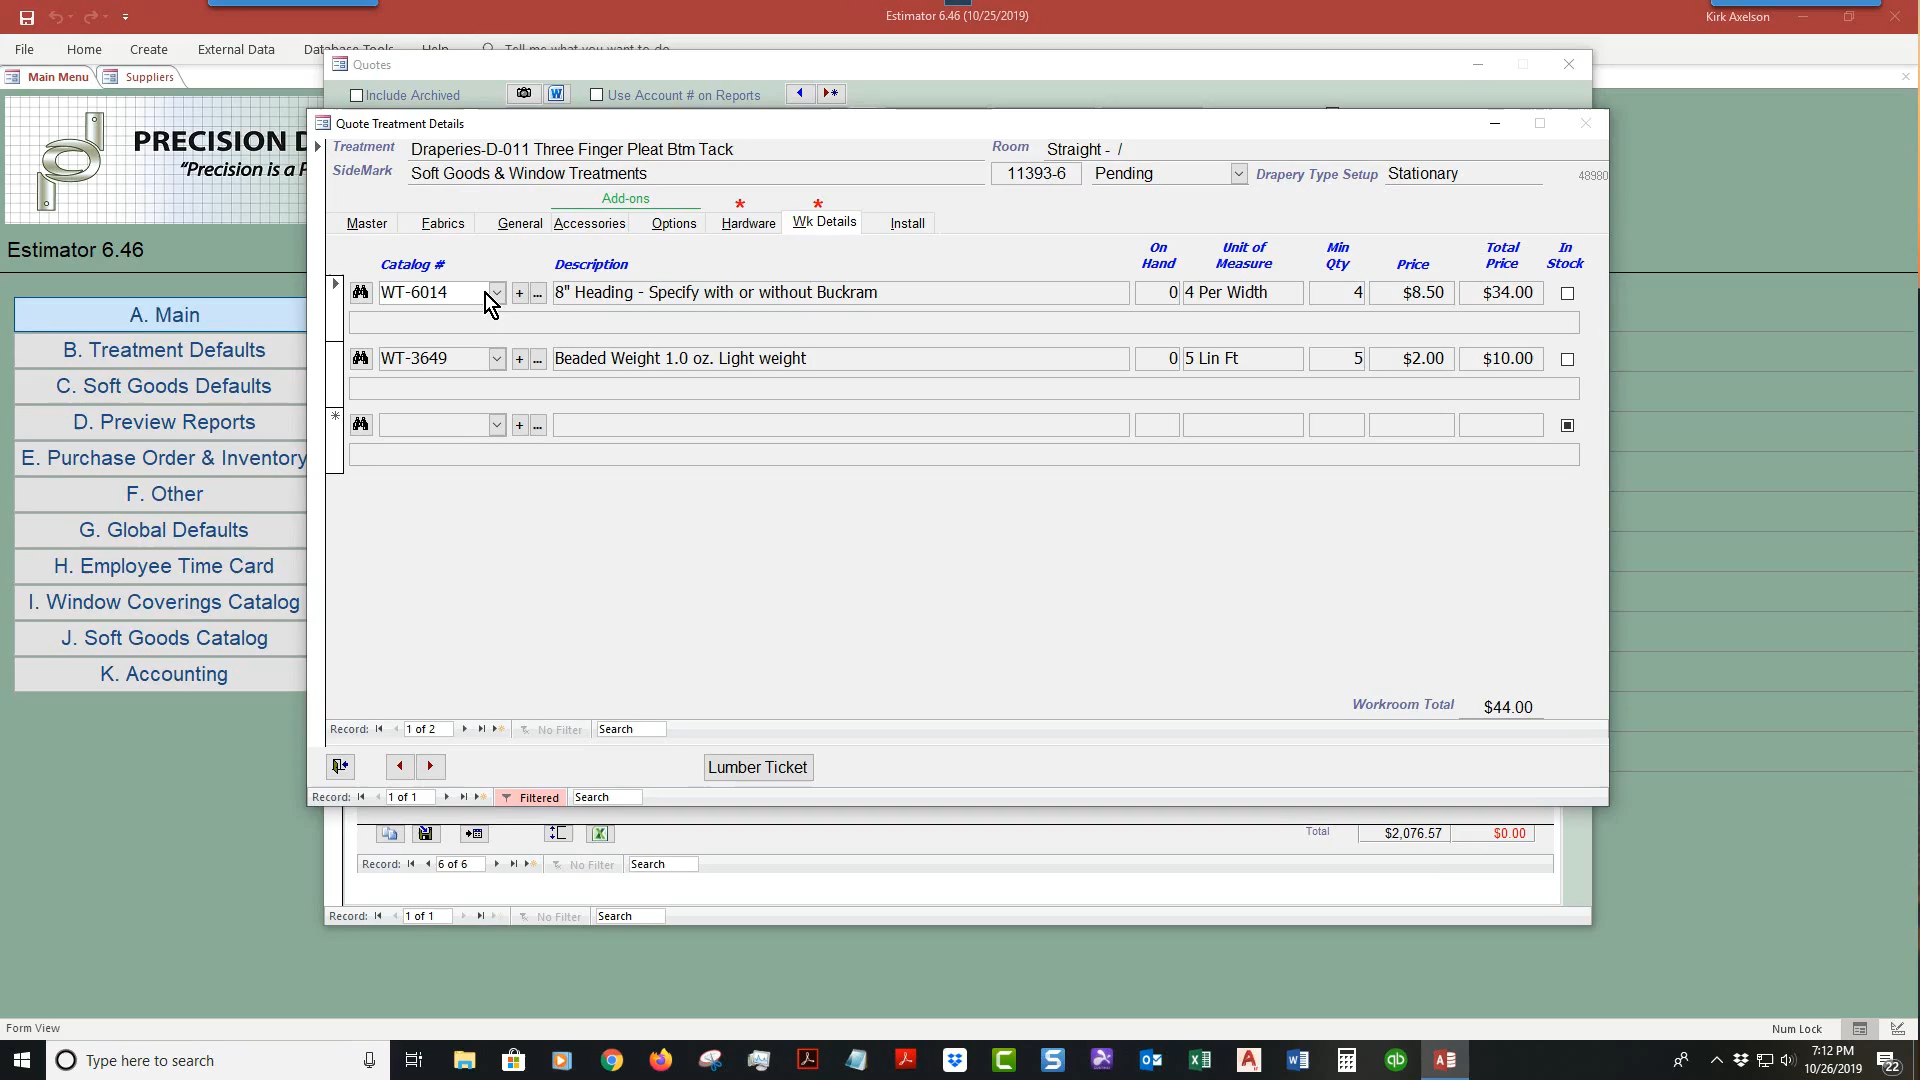 Estimator 6.46 (10/25/2019)
Kirk Axelson
File Home Create External Data Database Tools Help Tell me what you want to do
Main Menu Suppliers
Quotes
Include Archived Use Account # on Reports
PRECISION D
"Precision is a P
Estimator 6.46
A. Main
B. Treatment Defaults
C. Soft Goods Defaults
D. Preview Reports
E. Purchase Order & Inventory
F. Other
G. Global Defaults
H. Employee Time Card
I. Window Coverings Catalog
J. Soft Goods Catalog
K. Accounting
Quote Treatment Details
Treatment Draperies-D-011 Three Finger Pleat Btm Tack Room Straight - /
SideMark Soft Goods & Window Treatments 11393-6 Pending Drapery Type Setup Stationary 48980
Add-ons * *
Master Fabrics General Accessories Options Hardware Wk Details Install
Catalog # Description On Hand Unit of Measure Min Qty Price Total Price In Stock
WT-6014 + ... 8" Heading - Specify with or without Buckram 0 4 Per Width 4 $8.50 $34.00
WT-3649 + ... Beaded Weight 1.0 oz. Light weight 0 5 Lin Ft 5 $2.00 $10.00
* + ...
Workroom Total $44.00
Record: 1 of 2 No Filter Search
Lumber Ticket
Record: 1 of 1 Filtered Search
Total $2,076.57 $0.00
Record: 6 of 6 No Filter Search
Record: 1 of 1 No Filter Search
Form View Num Lock
Type here to search
7:12 PM
10/26/2019
22